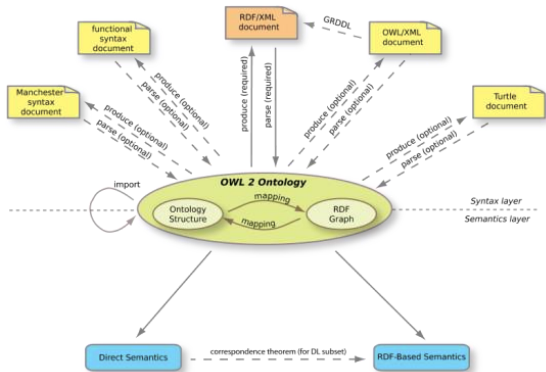 functional
syntax
document
RDF/XML
document
GRDDL
OWL/XML
document
Manchester
syntax
document
Turtle
document
produce (optional)
parse (optional)
produce (optional)
parse (optional)
produce (required)
parse (required)
produce (optional)
parse (optional)
produce (optional)
parse (optional)
import
OWL 2 Ontology
Ontology
Structure
mapping
mapping
RDF
Graph
Syntax layer
Semantics layer
Direct Semantics
correspondence theorem (for DL subset)
RDF-Based Semantics